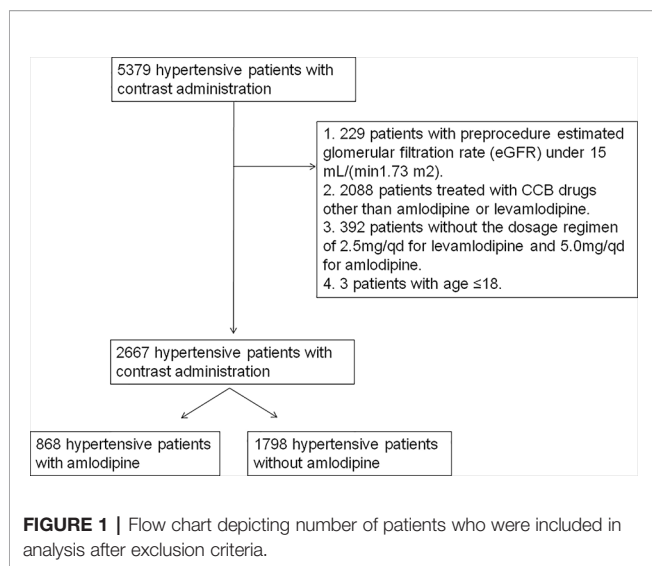 5379 hypertensive patients with
contrast administration
1. 229 patients with preprocedure estimated
glomerular filtration rate (eGFR) under 15
mL/(min1.73 m2).
2. 2088 patients treated with CCB drugs
other than amlodipine or levamlodipine.
3. 392 patients without the dosage regimen
of 2.5mg/qd for levamlodipine and 5.0mg/qd
for amlodipine.
4. 3 patients with age ≤18.
2667 hypertensive patients with
contrast administration
868 hypertensive patients
with amlodipine
1798 hypertensive patients
without amlodipine
FIGURE 1 | Flow chart depicting number of patients who were included in
analysis after exclusion criteria.